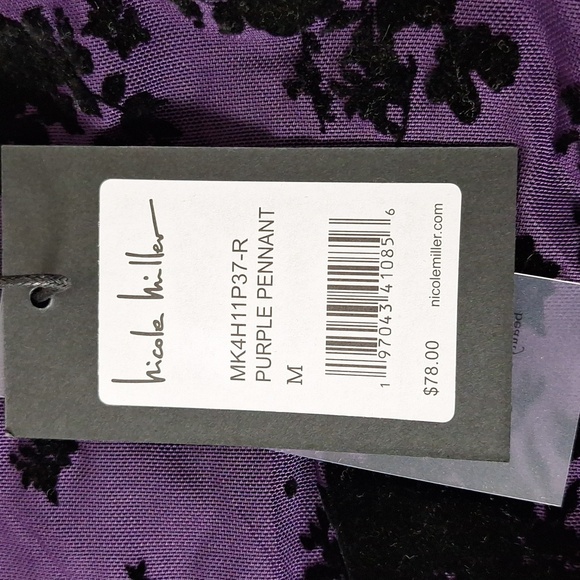 nicole miller
MK4H11P37-R
PURPLE PENNANT
M
1 97043 41085 6
$78.00
nicolemiller.com